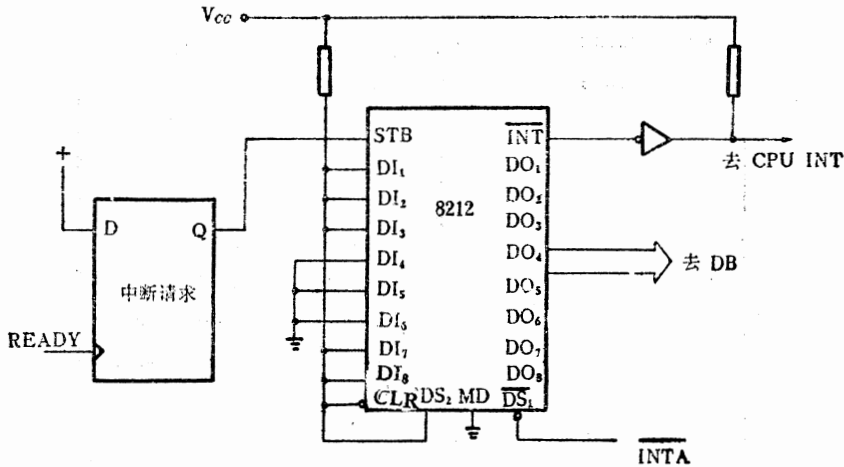 Vcc
STB
INT
DI₁
DO₁
去 CPU INT
DI₂
DO₂
DI₃
DO₃
8212
+
D
Q
DI₄
DO₄
去 DB
中断请求
DI₅
DO₅
DI₆
DO₆
READY
DI₇
DO₇
DI₈
DO₈
CLR
DS₂
MD
DS₁
INTA